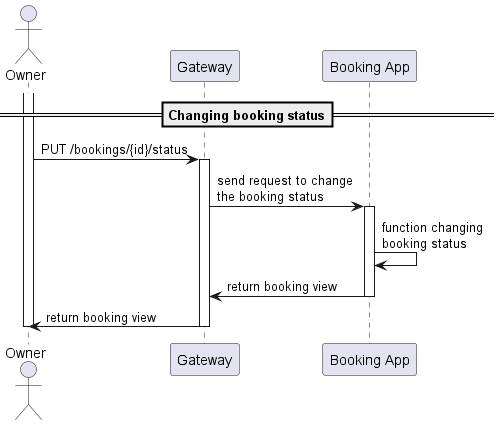 Owner
Gateway
Booking App
Changing booking status
PUT /bookings/{id}/status
send request to change
the booking status
function changing
booking status
return booking view
return booking view
Owner
Gateway
Booking App